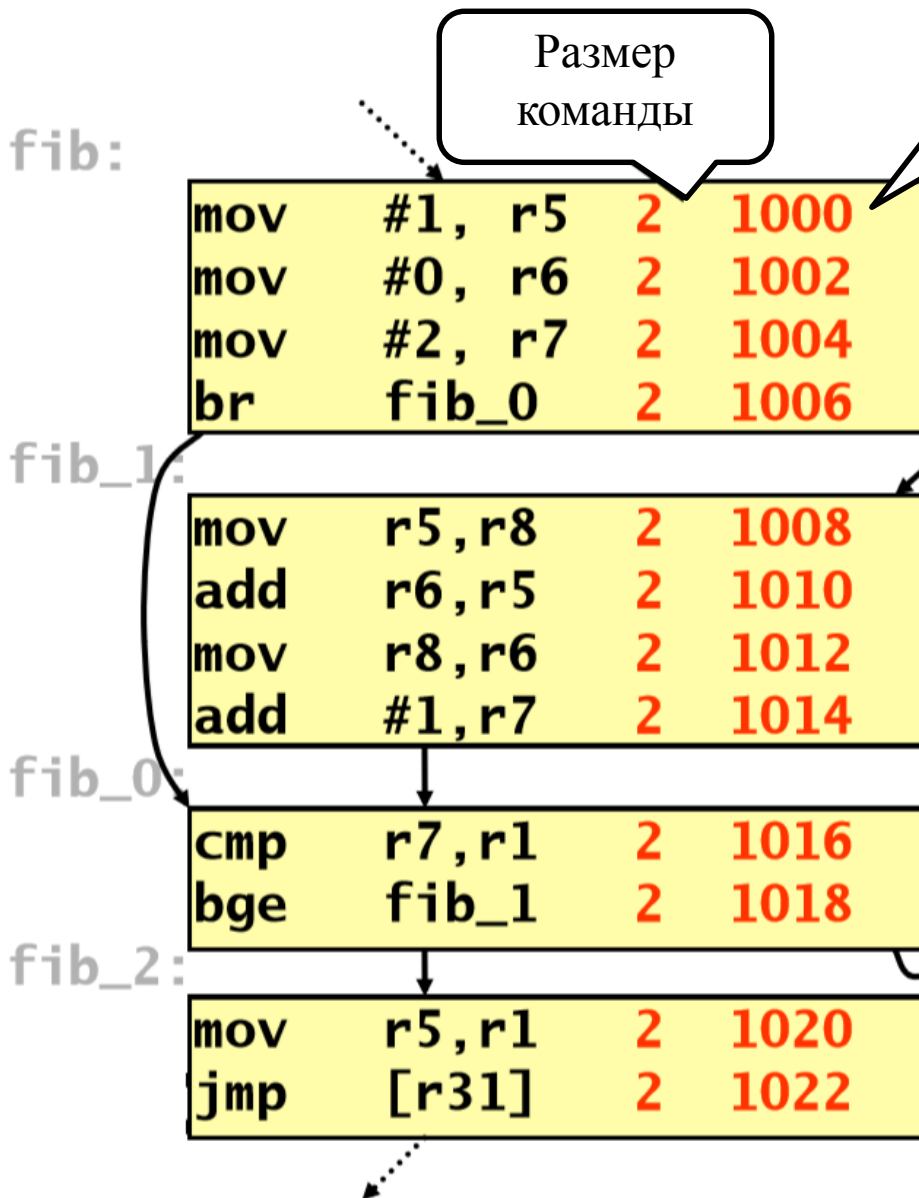 Размер
команды
fib:
mov #1, r5 2 1000
mov #0, r6 2 1002
mov #2, r7 2 1004
br fib_0 2 1006
fib_1:
mov r5,r8 2 1008
add r6,r5 2 1010
mov r8,r6 2 1012
add #1,r7 2 1014
fib_0:
cmp r7,r1 2 1016
bge fib_1 2 1018
fib_2:
mov r5,r1 2 1020
jmp [r31] 2 1022